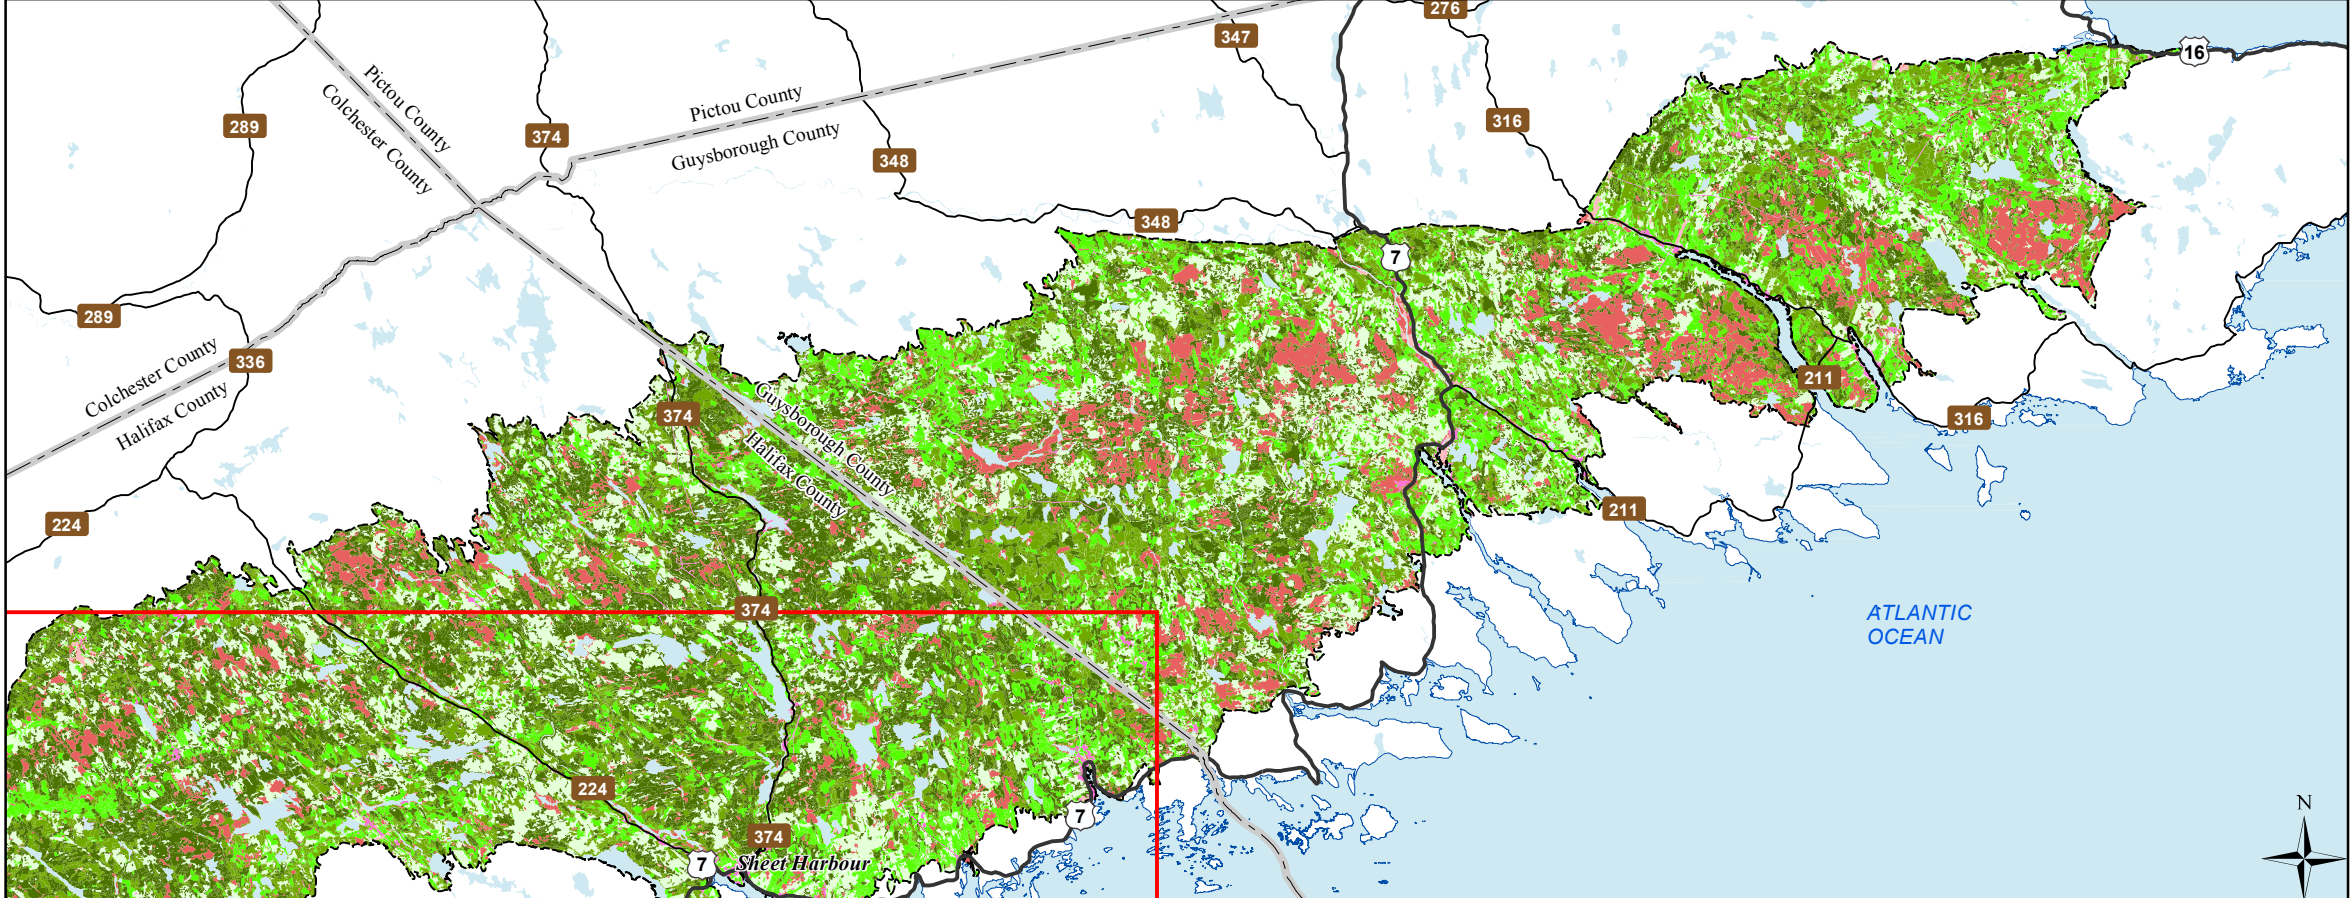 276
347
16
Pictou County
Colchester County
289
374
Pictou County
Guysborough County
316
348
348
7
289
Colchester County
336
Halifax County
211
374
Guysborough County
Halifax County
316
224
211
374
ATLANTIC
OCEAN
224
7
374
7
Sheet Harbour
N